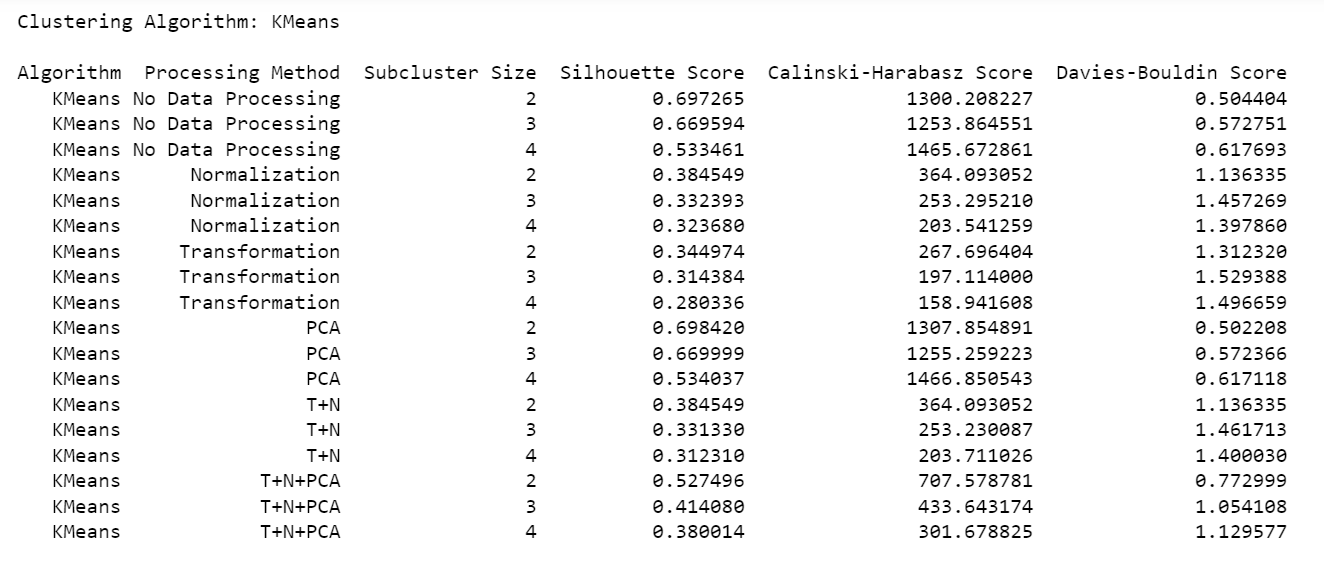 Clustering Algorithm: KMeans
Algorithm Processing Method Subcluster Size Silhouette Score Calinski-Harabasz Score Davies-Bouldin Score
KMeans No Data Processing 2 0.697265 1300.208227 0.504404
KMeans No Data Processing 3 0.669594 1253.864551 0.572751
KMeans No Data Processing 4 0.533461 1465.672861 0.617693
KMeans Normalization 2 0.384549 364.093052 1.136335
KMeans Normalization 3 0.332393 253.295210 1.457269
KMeans Normalization 4 0.323680 203.541259 1.397860
KMeans Transformation 2 0.344974 267.696404 1.312320
KMeans Transformation 3 0.314384 197.114000 1.529388
KMeans Transformation 4 0.280336 158.941608 1.496659
KMeans PCA 2 0.698420 1307.854891 0.502208
KMeans PCA 3 0.669999 1255.259223 0.572366
KMeans PCA 4 0.534037 1466.850543 0.617118
KMeans T+N 2 0.384549 364.093052 1.136335
KMeans T+N 3 0.331330 253.230087 1.461713
KMeans T+N 4 0.312310 203.711026 1.400030
KMeans T+N+PCA 2 0.527496 707.578781 0.772999
KMeans T+N+PCA 3 0.414080 433.643174 1.054108
KMeans T+N+PCA 4 0.380014 301.678825 1.129577